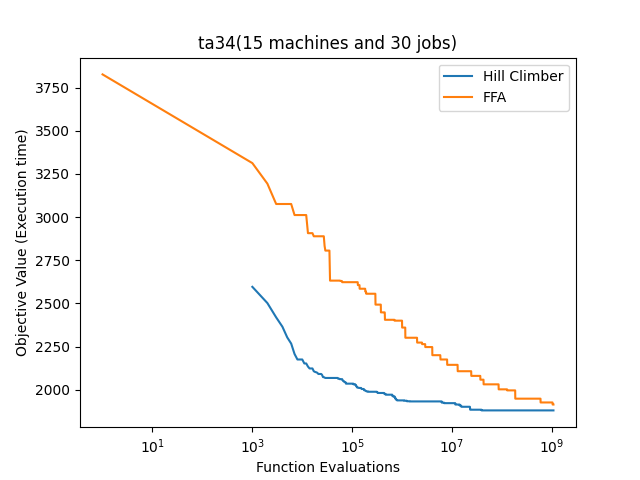 ta34(15 machines and 30 jobs)
Hill Climber
FFA
Objective Value (Execution time)
3750
3500
3250
3000
2750
2500
2250
2000
10¹
10³
10⁵
10⁷
10⁹
Function Evaluations